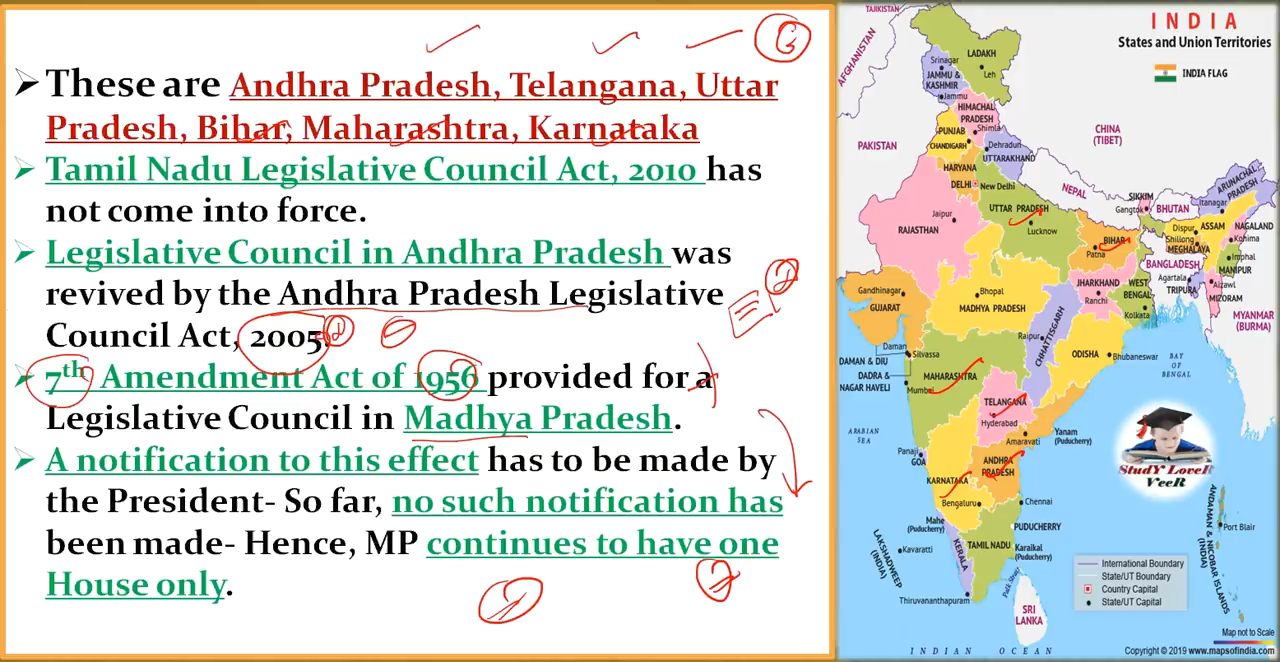 ➢ These are Andhra Pradesh, Telangana, Uttar
Pradesh, Bihar, Maharashtra, Karnataka
➢ Tamil Nadu Legislative Council Act, 2010 has
not come into force.
➢ Legislative Council in Andhra Pradesh was
revived by the Andhra Pradesh Legislative
Council Act, 2005.
➢ 7th Amendment Act of 1956 provided for a
Legislative Council in Madhya Pradesh.
➢ A notification to this effect has to be made by
the President- So far, no such notification has
been made- Hence, MP continues to have one
House only.
INDIA
States and Union Territories
INDIA FLAG
TAJIKISTAN
AFGHANISTAN
PAKISTAN
CHINA
(TIBET)
LADAKH
Leh
Srinagar
JAMMU &
KASHMIR
Jammu
HIMACHAL
PRADESH
Shimla
PUNJAB
CHANDIGARH
Dehradun
UTTARAKHAND
HARYANA
DELHI
New Delhi
NEPAL
SIKKIM
Gangtok
BHUTAN
ARUNACHAL
PRADESH
Itanagar
RAJASTHAN
Jaipur
UTTAR PRADESH
Lucknow
BIHAR
Patna
Dispur
ASSAM
NAGALAND
Kohima
Shillong
MEGHALAYA
Imphal
MANIPUR
BANGLADESH
Agartala
TRIPURA
Aizawl
MIZORAM
MYANMAR
(BURMA)
Gandhinagar
GUJARAT
Bhopal
MADHYA PRADESH
JHARKHAND
Ranchi
WEST
BENGAL
Kolkata
Raipur
CHHATTISGARH
ODISHA
Bhubaneswar
BAY
OF
BENGAL
Daman
Silvassa
DAMAN & DIU
DADRA &
NAGAR HAVELI
MAHARASHTRA
Mumbai
TELANGANA
Hyderabad
ARABIAN
SEA
Yanam
(Puducherry)
Amaravati
Panaji
GOA
ANDHRA
PRADESH
KARNATAKA
Bengaluru
Chennai
Mahe
(Puducherry)
PUDUCHERRY
TAMIL NADU
Karaikal
(Puducherry)
KERALA
LAKSHADWEEP
(INDIA)
Kavaratti
Thiruvananthapuram
Palk Strait
SRI
LANKA
ANDAMAN & NICOBAR ISLANDS
(INDIA)
Port Blair
StudY LoveR
VeeR
International Boundary
State/UT Boundary
Country Capital
State/UT Capital
Map not to Scale
INDIAN OCEAN
Copyright © 2019 www.mapsofindia.com